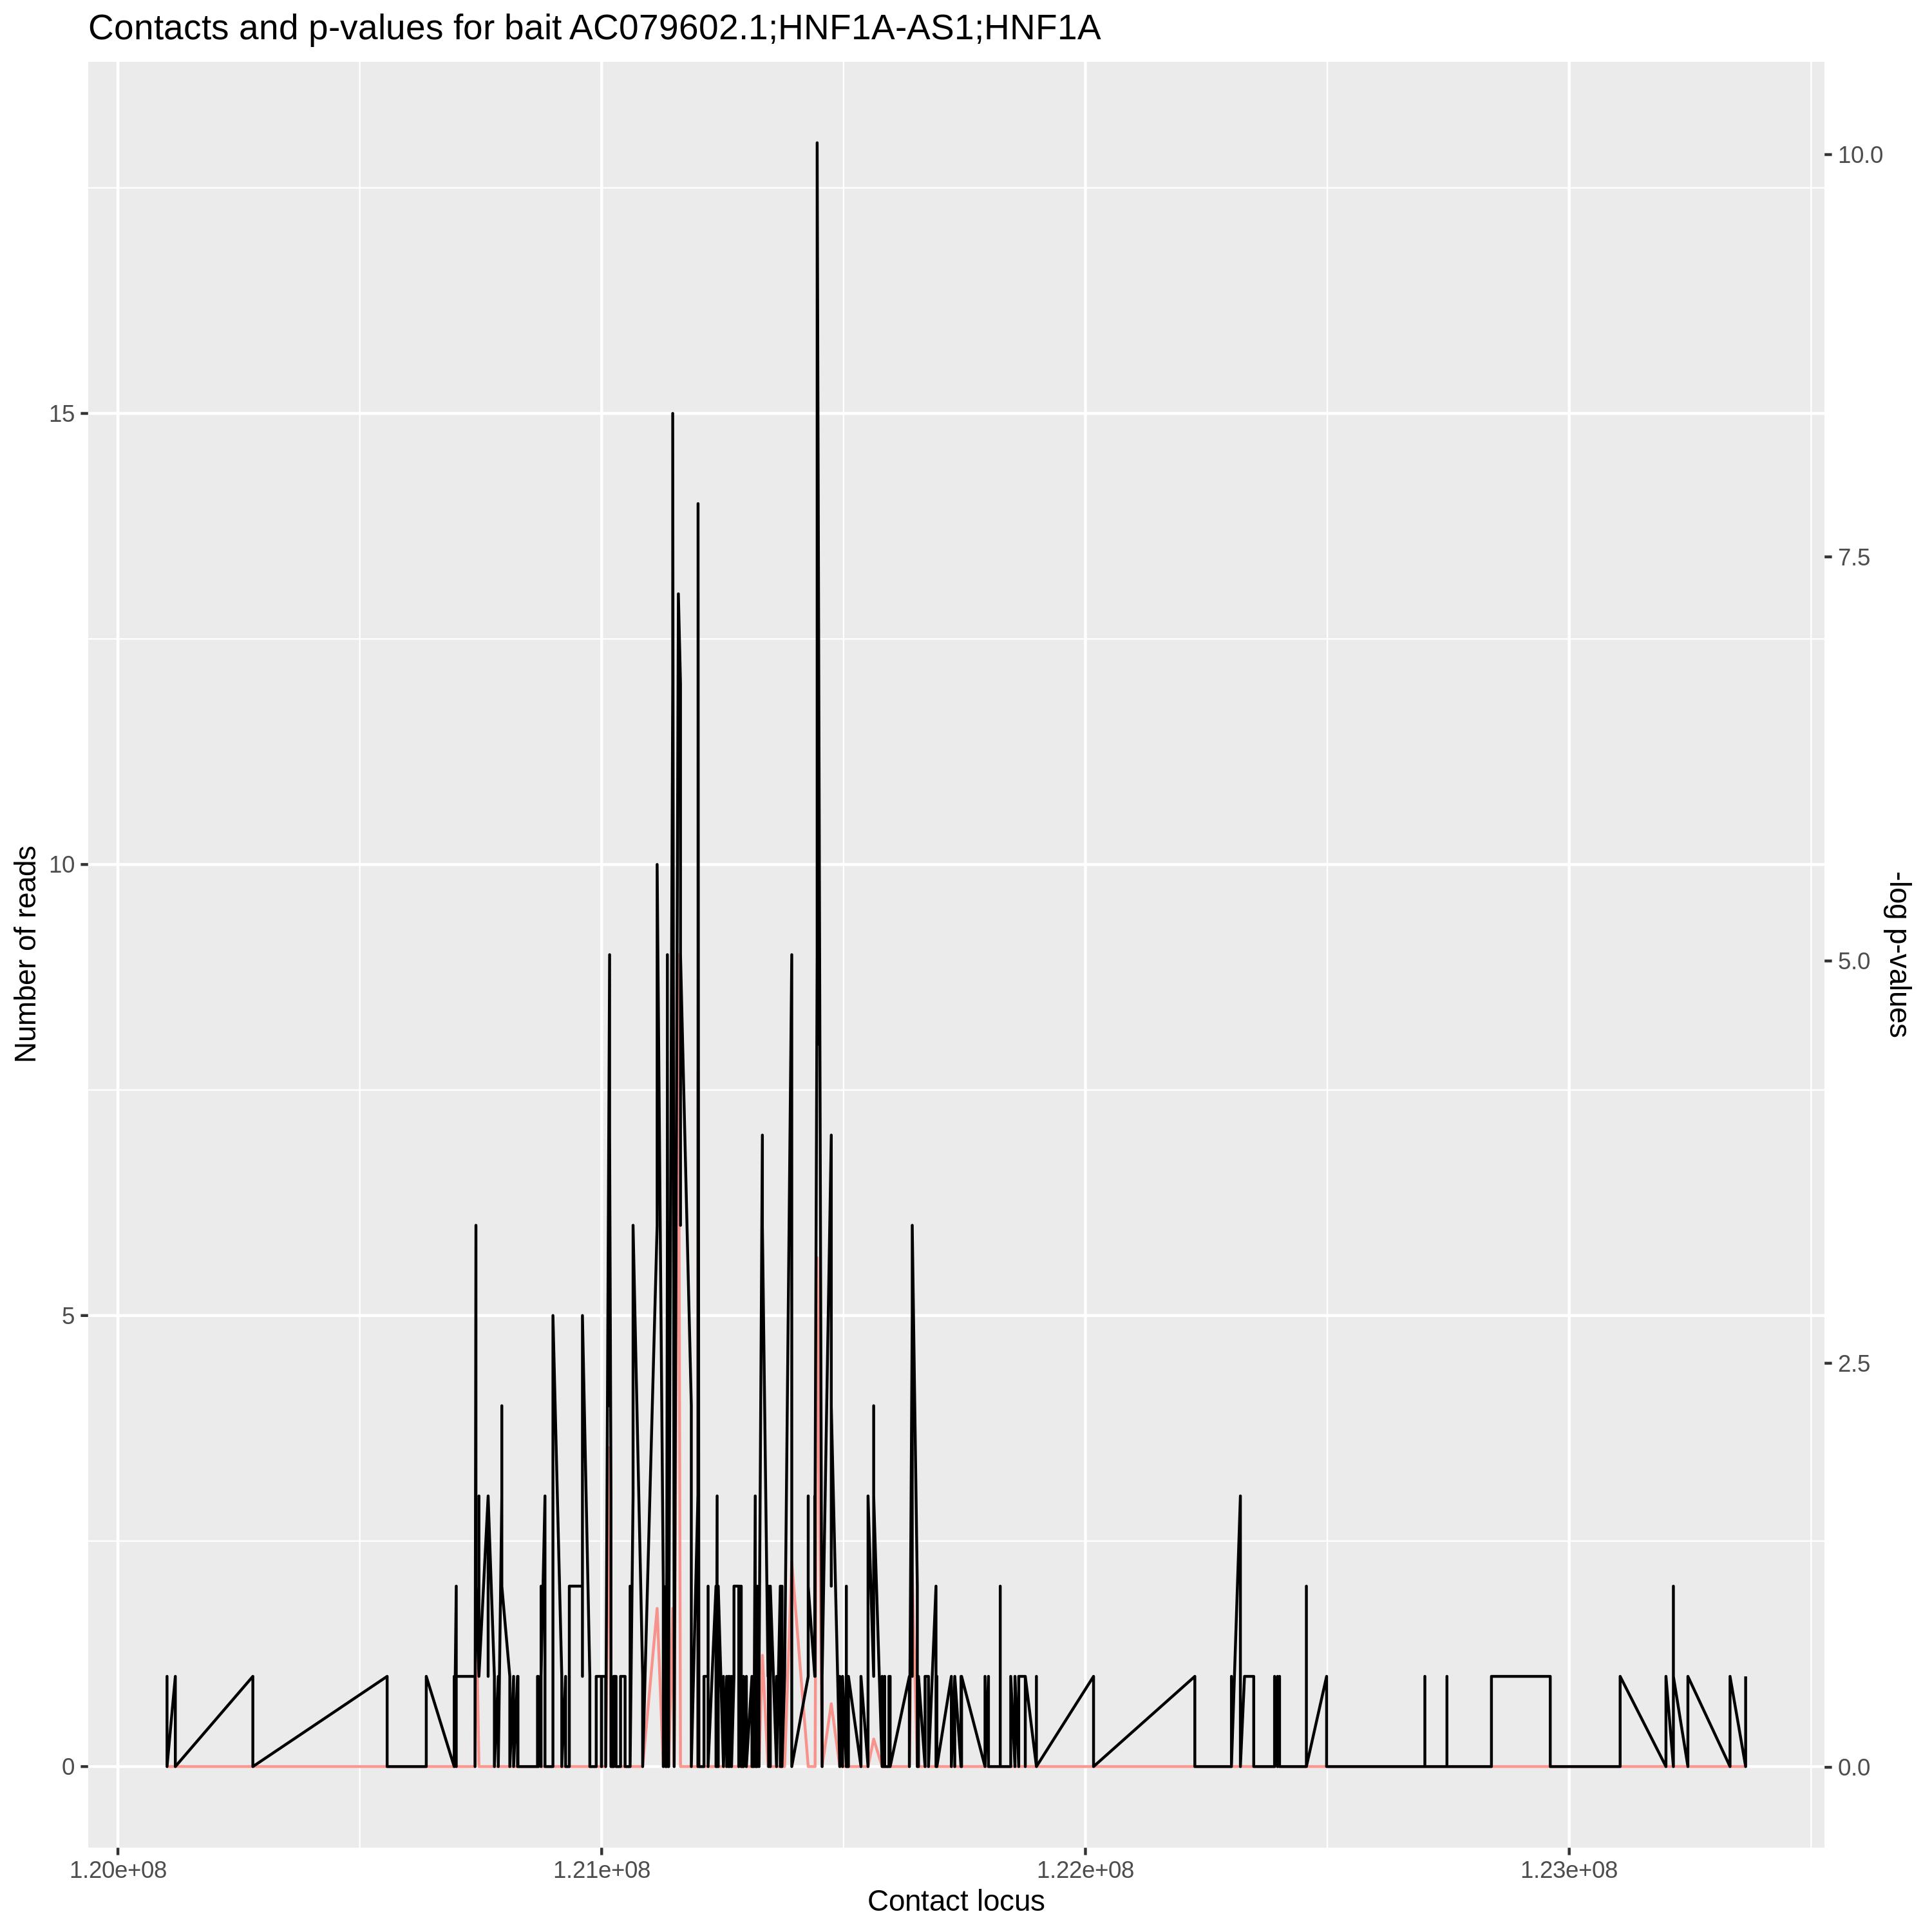 Contacts and p-values for bait AC079602.1;HNF1A-AS1;HNF1A
Number of reads
15
10
5
0
10.0
7.5
5.0
2.5
0.0
-log p-values
1.20e+08
1.21e+08
1.22e+08
1.23e+08
Contact locus